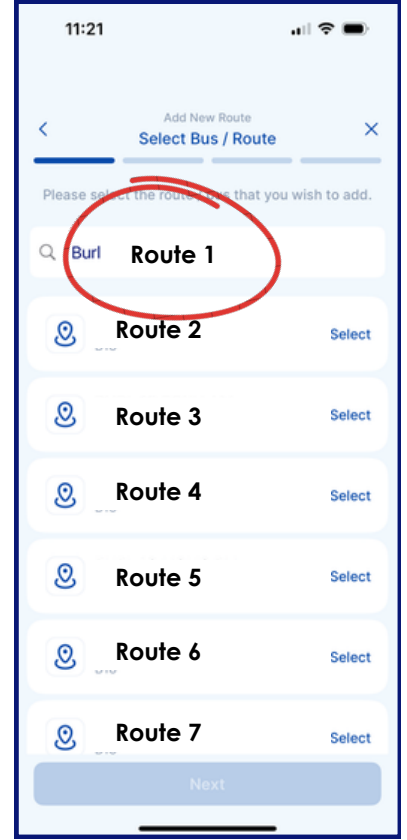 11:21
Add New Route
Select Bus / Route
Please select the route / bus that you wish to add.
Burl Route 1
Route 2 Select
Route 3 Select
Route 4 Select
Route 5 Select
Route 6 Select
Route 7 Select
Next